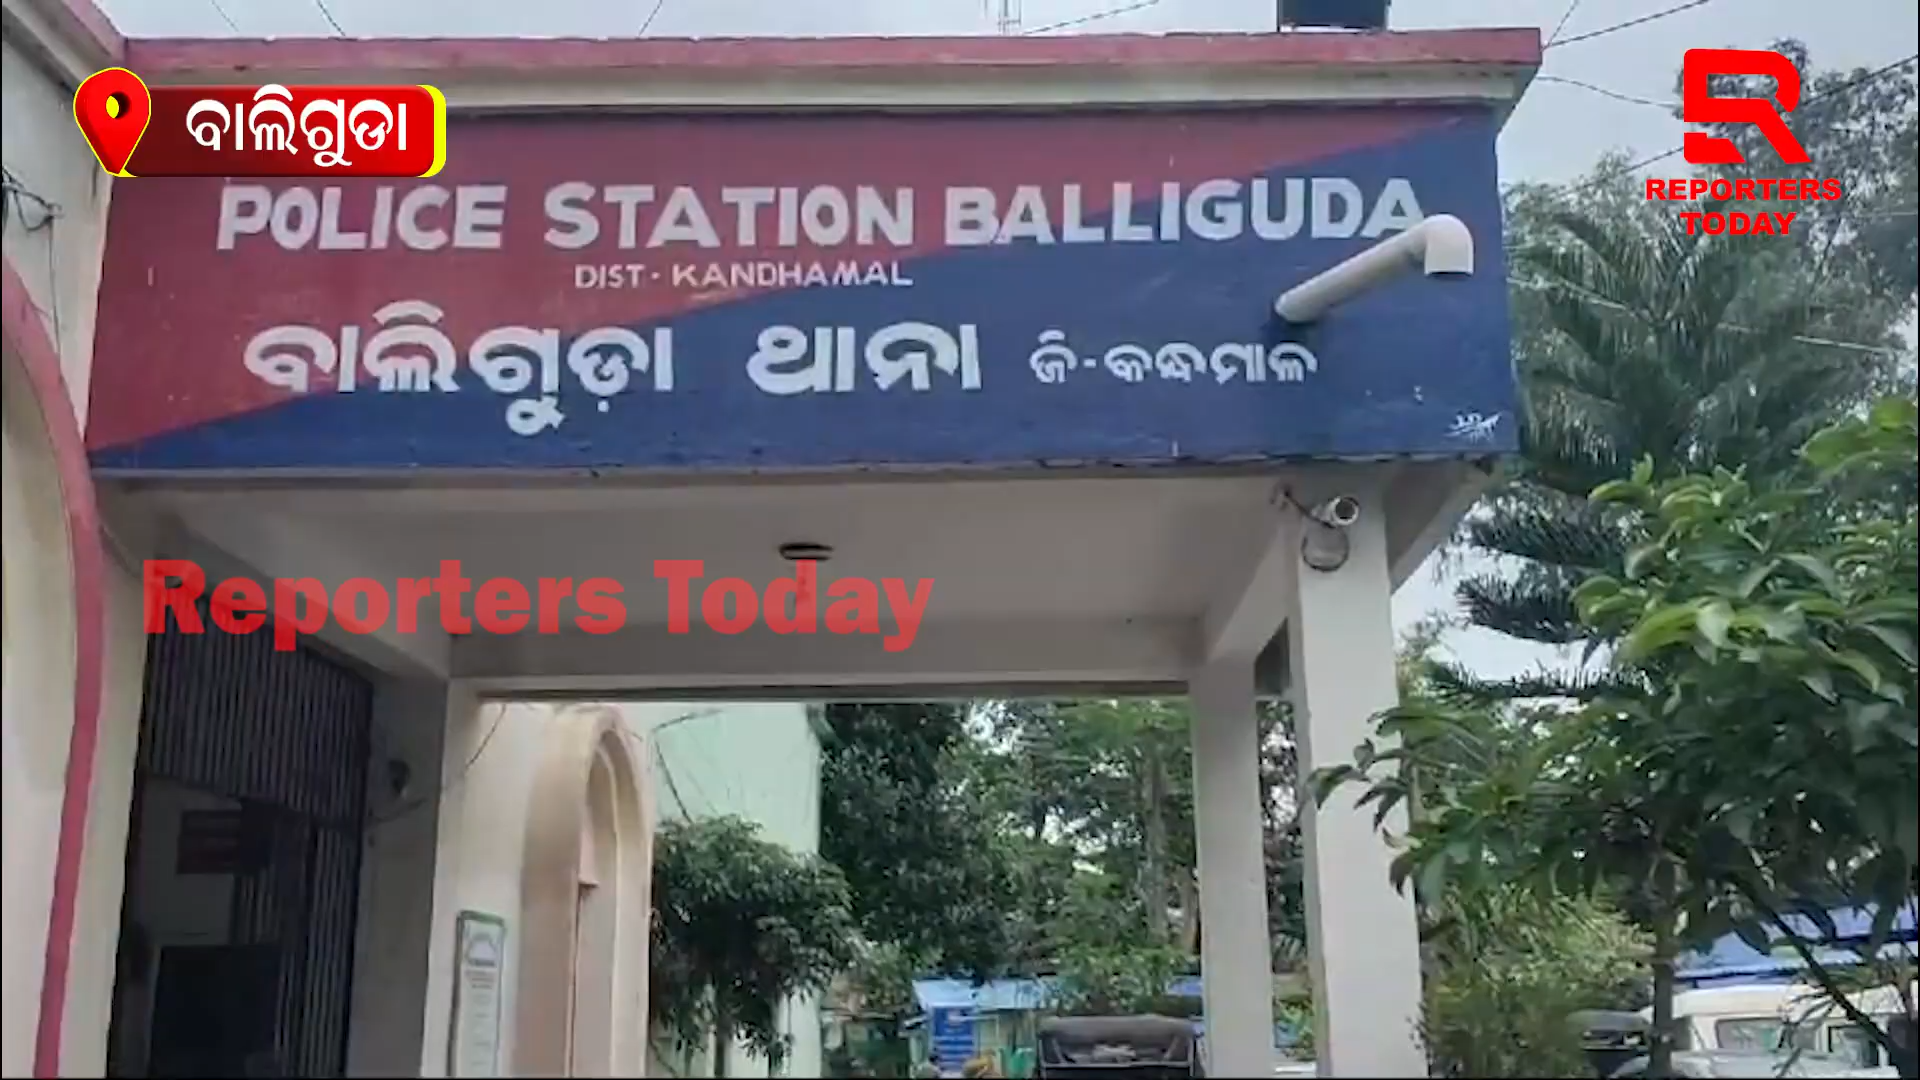 ବାଲିଗୁଡା
REPORTERS
TODAY
POLICE STATION BALLIGUDA
DIST - KANDHAMAL
ବାଲିଗୁଡ଼ା ଥାନା ଜି-କନ୍ଧମାଳ
Reporters Today